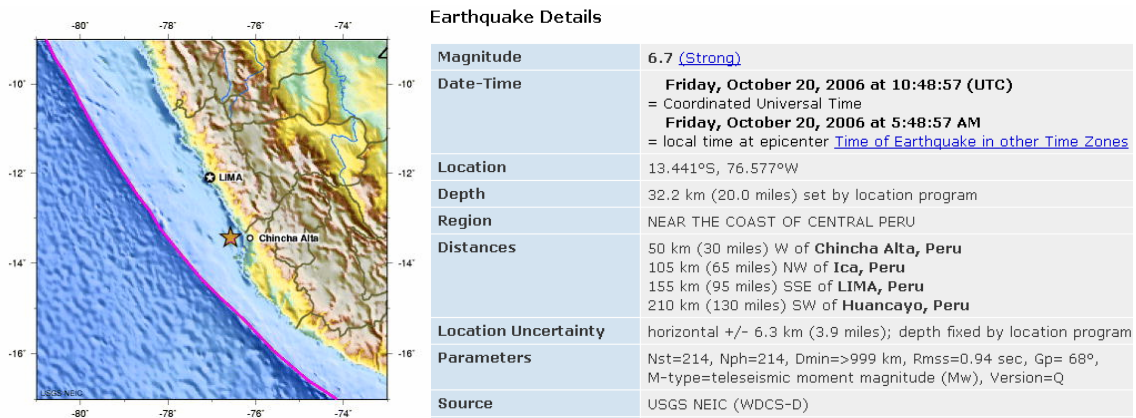 Earthquake Details
-80˚ -78˚ -76˚ -74˚
-10˚ -10˚
-12˚ -12˚
-14˚ -14˚
-16˚ -16˚
-80˚ -78˚ -76˚ -74˚
LIMA
Chincha Alta
USGS NEIC
Magnitude 6.7 (Strong)
Date-Time Friday, October 20, 2006 at 10:48:57 (UTC)
= Coordinated Universal Time
Friday, October 20, 2006 at 5:48:57 AM
= local time at epicenter Time of Earthquake in other Time Zones
Location 13.441°S, 76.577°W
Depth 32.2 km (20.0 miles) set by location program
Region NEAR THE COAST OF CENTRAL PERU
Distances 50 km (30 miles) W of Chincha Alta, Peru
105 km (65 miles) NW of Ica, Peru
155 km (95 miles) SSE of LIMA, Peru
210 km (130 miles) SW of Huancayo, Peru
Location Uncertainty horizontal +/- 6.3 km (3.9 miles); depth fixed by location program
Parameters Nst=214, Nph=214, Dmin=>999 km, Rmss=0.94 sec, Gp= 68°,
M-type=teleseismic moment magnitude (Mw), Version=Q
Source USGS NEIC (WDCS-D)